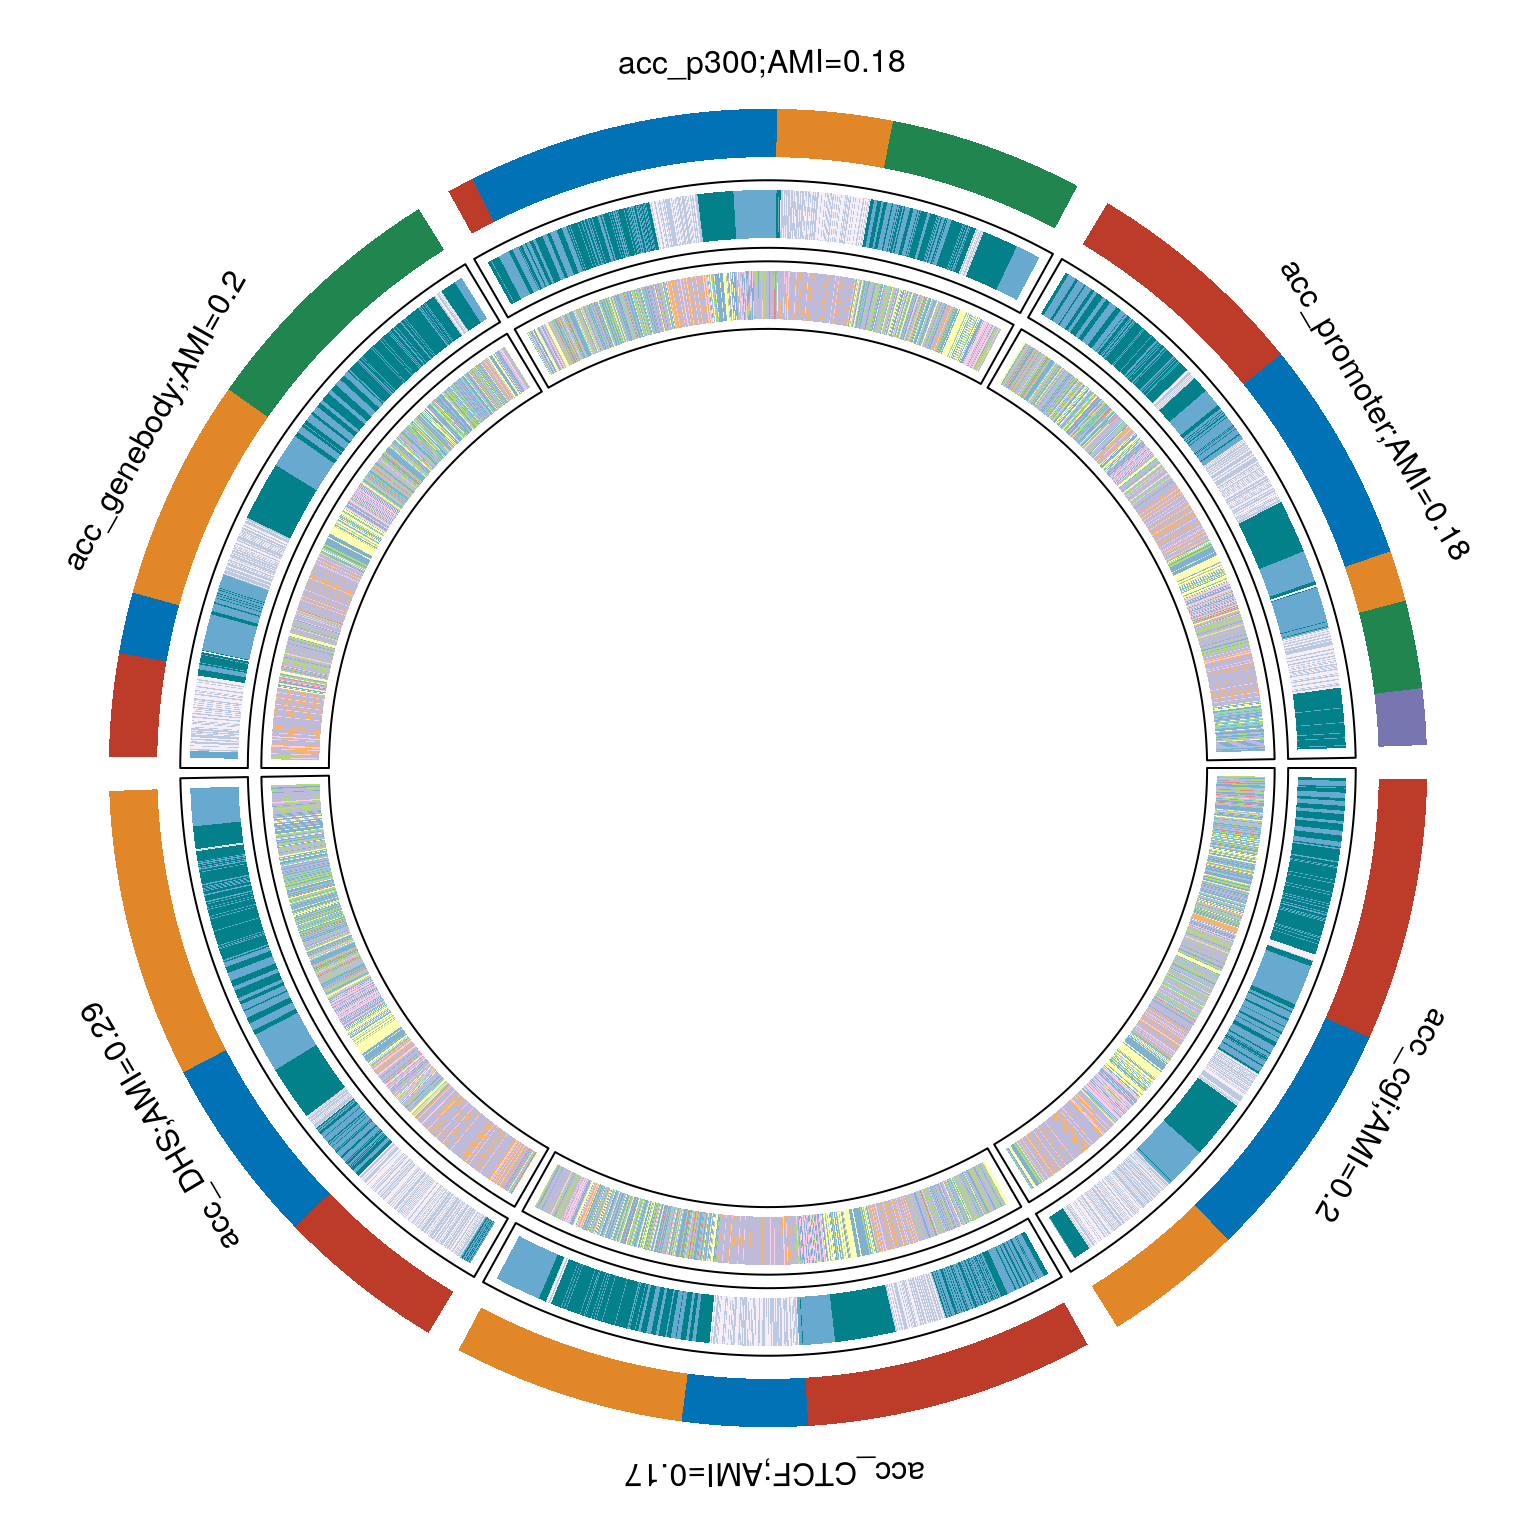 acc_p300;AMI=0.18
acc_promoter;AMI=0.18
acc_cgi;AMI=0.2
acc_CTCF;AMI=0.17
acc_DHS;AMI=0.29
acc_genebody;AMI=0.2